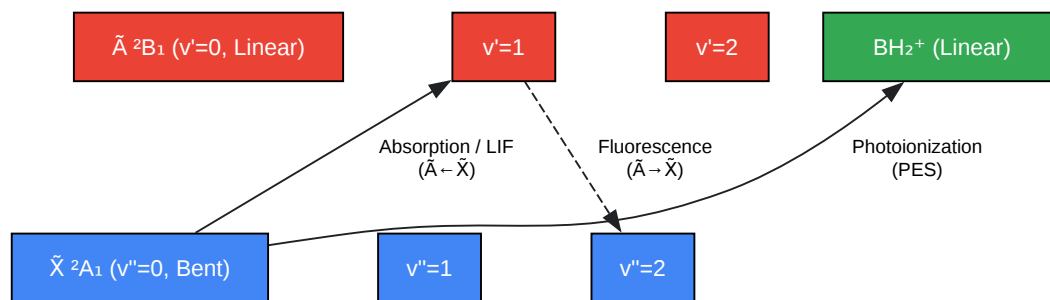 Ã ²B₁ (v'=0, Linear)
v'=1
v'=2
BH₂⁺ (Linear)
Absorption / LIF
(Ã←X̃)
Fluorescence
(Ã→X̃)
Photoionization
(PES)
X̃ ²A₁ (v"=0, Bent)
v"=1
v"=2